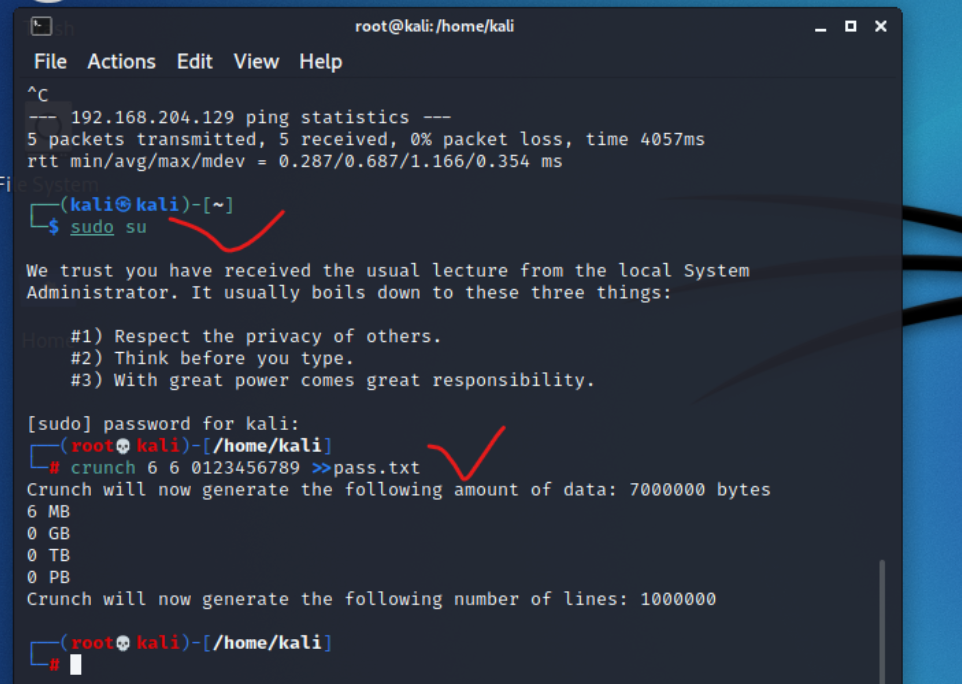 root@kali: /home/kali
File Actions Edit View Help
^C
--- 192.168.204.129 ping statistics ---
5 packets transmitted, 5 received, 0% packet loss, time 4057ms
rtt min/avg/max/mdev = 0.287/0.687/1.166/0.354 ms
File System
┌──(kali㉿kali)-[~]
└─$ sudo su
We trust you have received the usual lecture from the local System
Administrator. It usually boils down to these three things:
#1) Respect the privacy of others.
Home
#2) Think before you type.
#3) With great power comes great responsibility.
[sudo] password for kali:
┌──(root💀kali)-[/home/kali]
└─# crunch 6 6 0123456789 >>pass.txt
Crunch will now generate the following amount of data: 7000000 bytes
6 MB
0 GB
0 TB
0 PB
Crunch will now generate the following number of lines: 1000000
┌──(root💀kali)-[/home/kali]
└─#